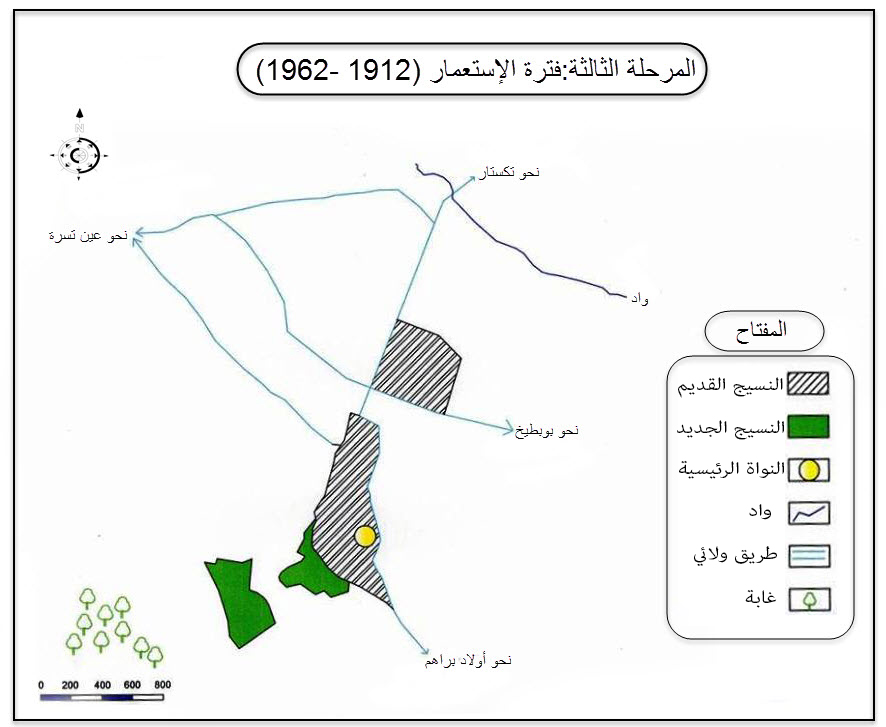 المرحلة الثالثة:فترة الإستعمار (1912 -1962)
N
نحو تكستار
نحو عين تسرة
واد
المفتاح
النسيج القديم
النسيج الجديد
النواة الرئيسية
واد
طريق ولائي
غابة
نحو بوبطيخ
نحو أولاد براهم
0 200 400 600 800